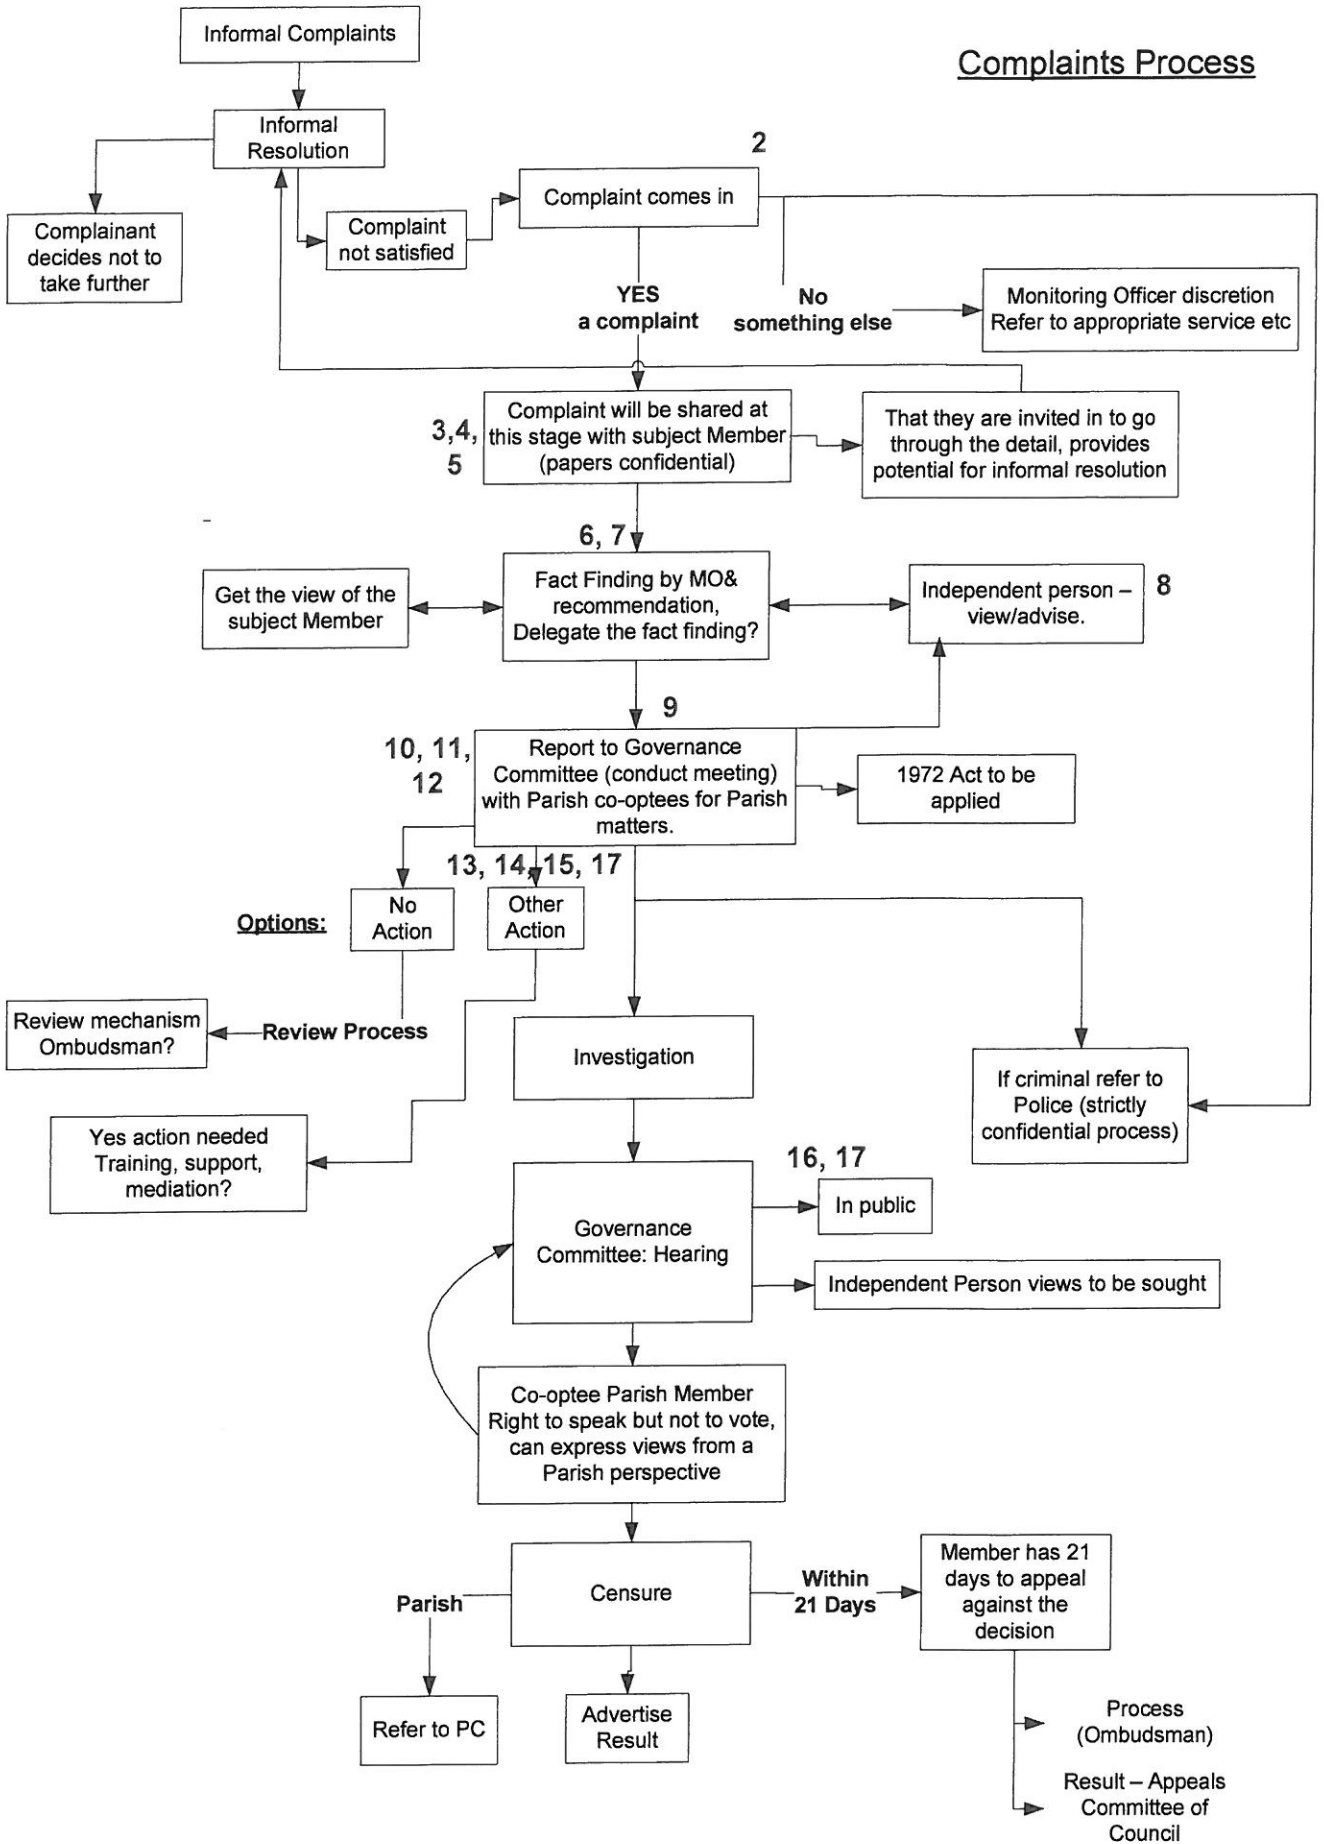 Informal Complaints
Complaints Process
Informal
Resolution
2
Complaint comes in
Complainant
decides not to
take further
Complaint
not satisfied
YES
a complaint
No
something else
Monitoring Officer discretion
Refer to appropriate service etc
3,4,
5
Complaint will be shared at
this stage with subject Member
(papers confidential)
That they are invited in to go
through the detail, provides
potential for informal resolution
6, 7
Get the view of the
subject Member
Fact Finding by MO&
recommendation,
Delegate the fact finding?
Independent person –
view/advise.
8
9
10, 11,
12
Report to Governance
Committee (conduct meeting)
with Parish co-optees for Parish
matters.
1972 Act to be
applied
13, 14, 15, 17
Options:
No
Action
Other
Action
Review mechanism
Ombudsman?
Review Process
Investigation
If criminal refer to
Police (strictly
confidential process)
Yes action needed
Training, support,
mediation?
16, 17
In public
Governance
Committee: Hearing
Independent Person views to be sought
Co-optee Parish Member
Right to speak but not to vote,
can express views from a
Parish perspective
Parish
Censure
Within
21 Days
Member has 21
days to appeal
against the
decision
Refer to PC
Advertise
Result
Process
(Ombudsman)
Result – Appeals
Committee of
Council